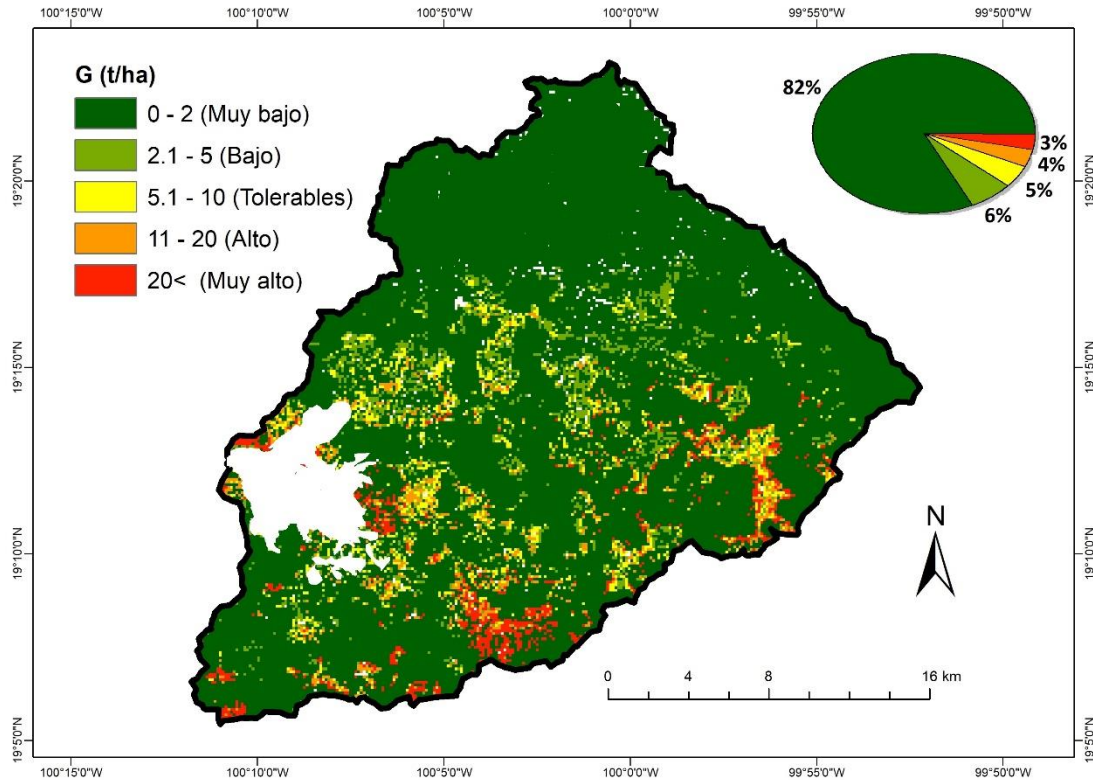 100°15'0"W 100°10'0"W 100°5'0"W 100°0'0"W 99°55'0"W 99°50'0"W
G (t/ha)
0 - 2 (Muy bajo)
2.1 - 5 (Bajo)
5.1 - 10 (Tolerables)
11 - 20 (Alto)
20< (Muy alto)
82%
3%
4%
5%
6%
19°20'0"N 19°20'0"N
19°15'0"N 19°15'0"N
19°10'0"N 19°10'0"N
19°5'0"N 19°5'0"N
N
0 4 8 16 km
100°15'0"W 100°10'0"W 100°5'0"W 100°0'0"W 99°55'0"W 99°50'0"W